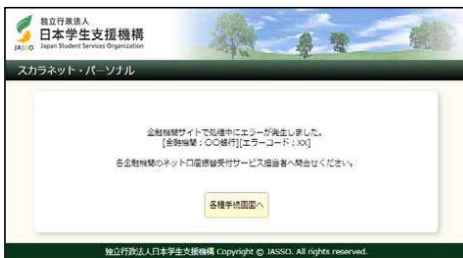 独立行政法人
日本学生支援機構
JASSO Japan Student Services Organization
スカラネット・パーソナル
金融機関サイトで処理中にエラーが発生しました。
[金融機関:〇〇銀行][エラーコード:XX]
各金融機関のネット口座振替受付サービス担当者へ問合せください。
各種手続画面へ
独立行政法人日本学生支援機構 Copyright © JASSO. All rights reserved.